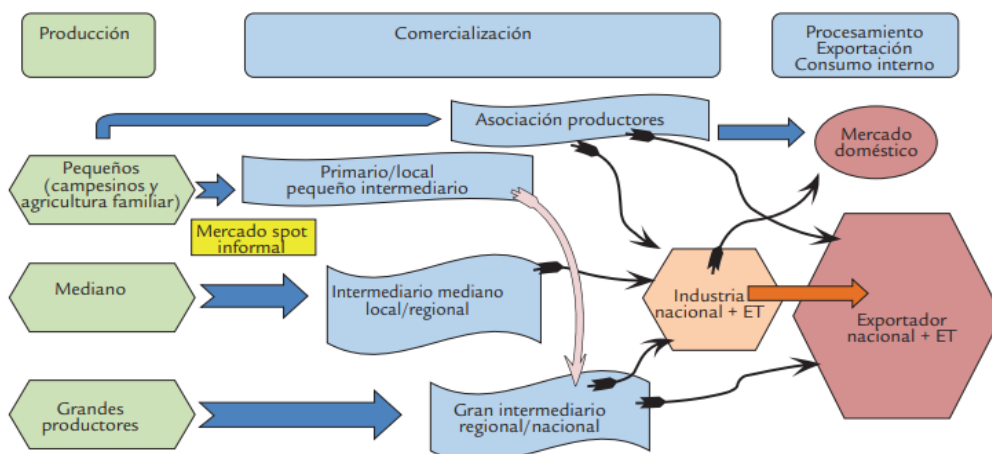 Producción
Comercialización
Procesamiento
Exportación
Consumo interno
Asociación productores
Mercado
doméstico
Pequeños
(campesinos y
agricultura familiar)
Primario/local
pequeño intermediario
Mercado spot
informal
Mediano
Intermediario mediano
local/regional
Industria
nacional + ET
Exportador
nacional + ET
Grandes
productores
Gran intermediario
regional/nacional